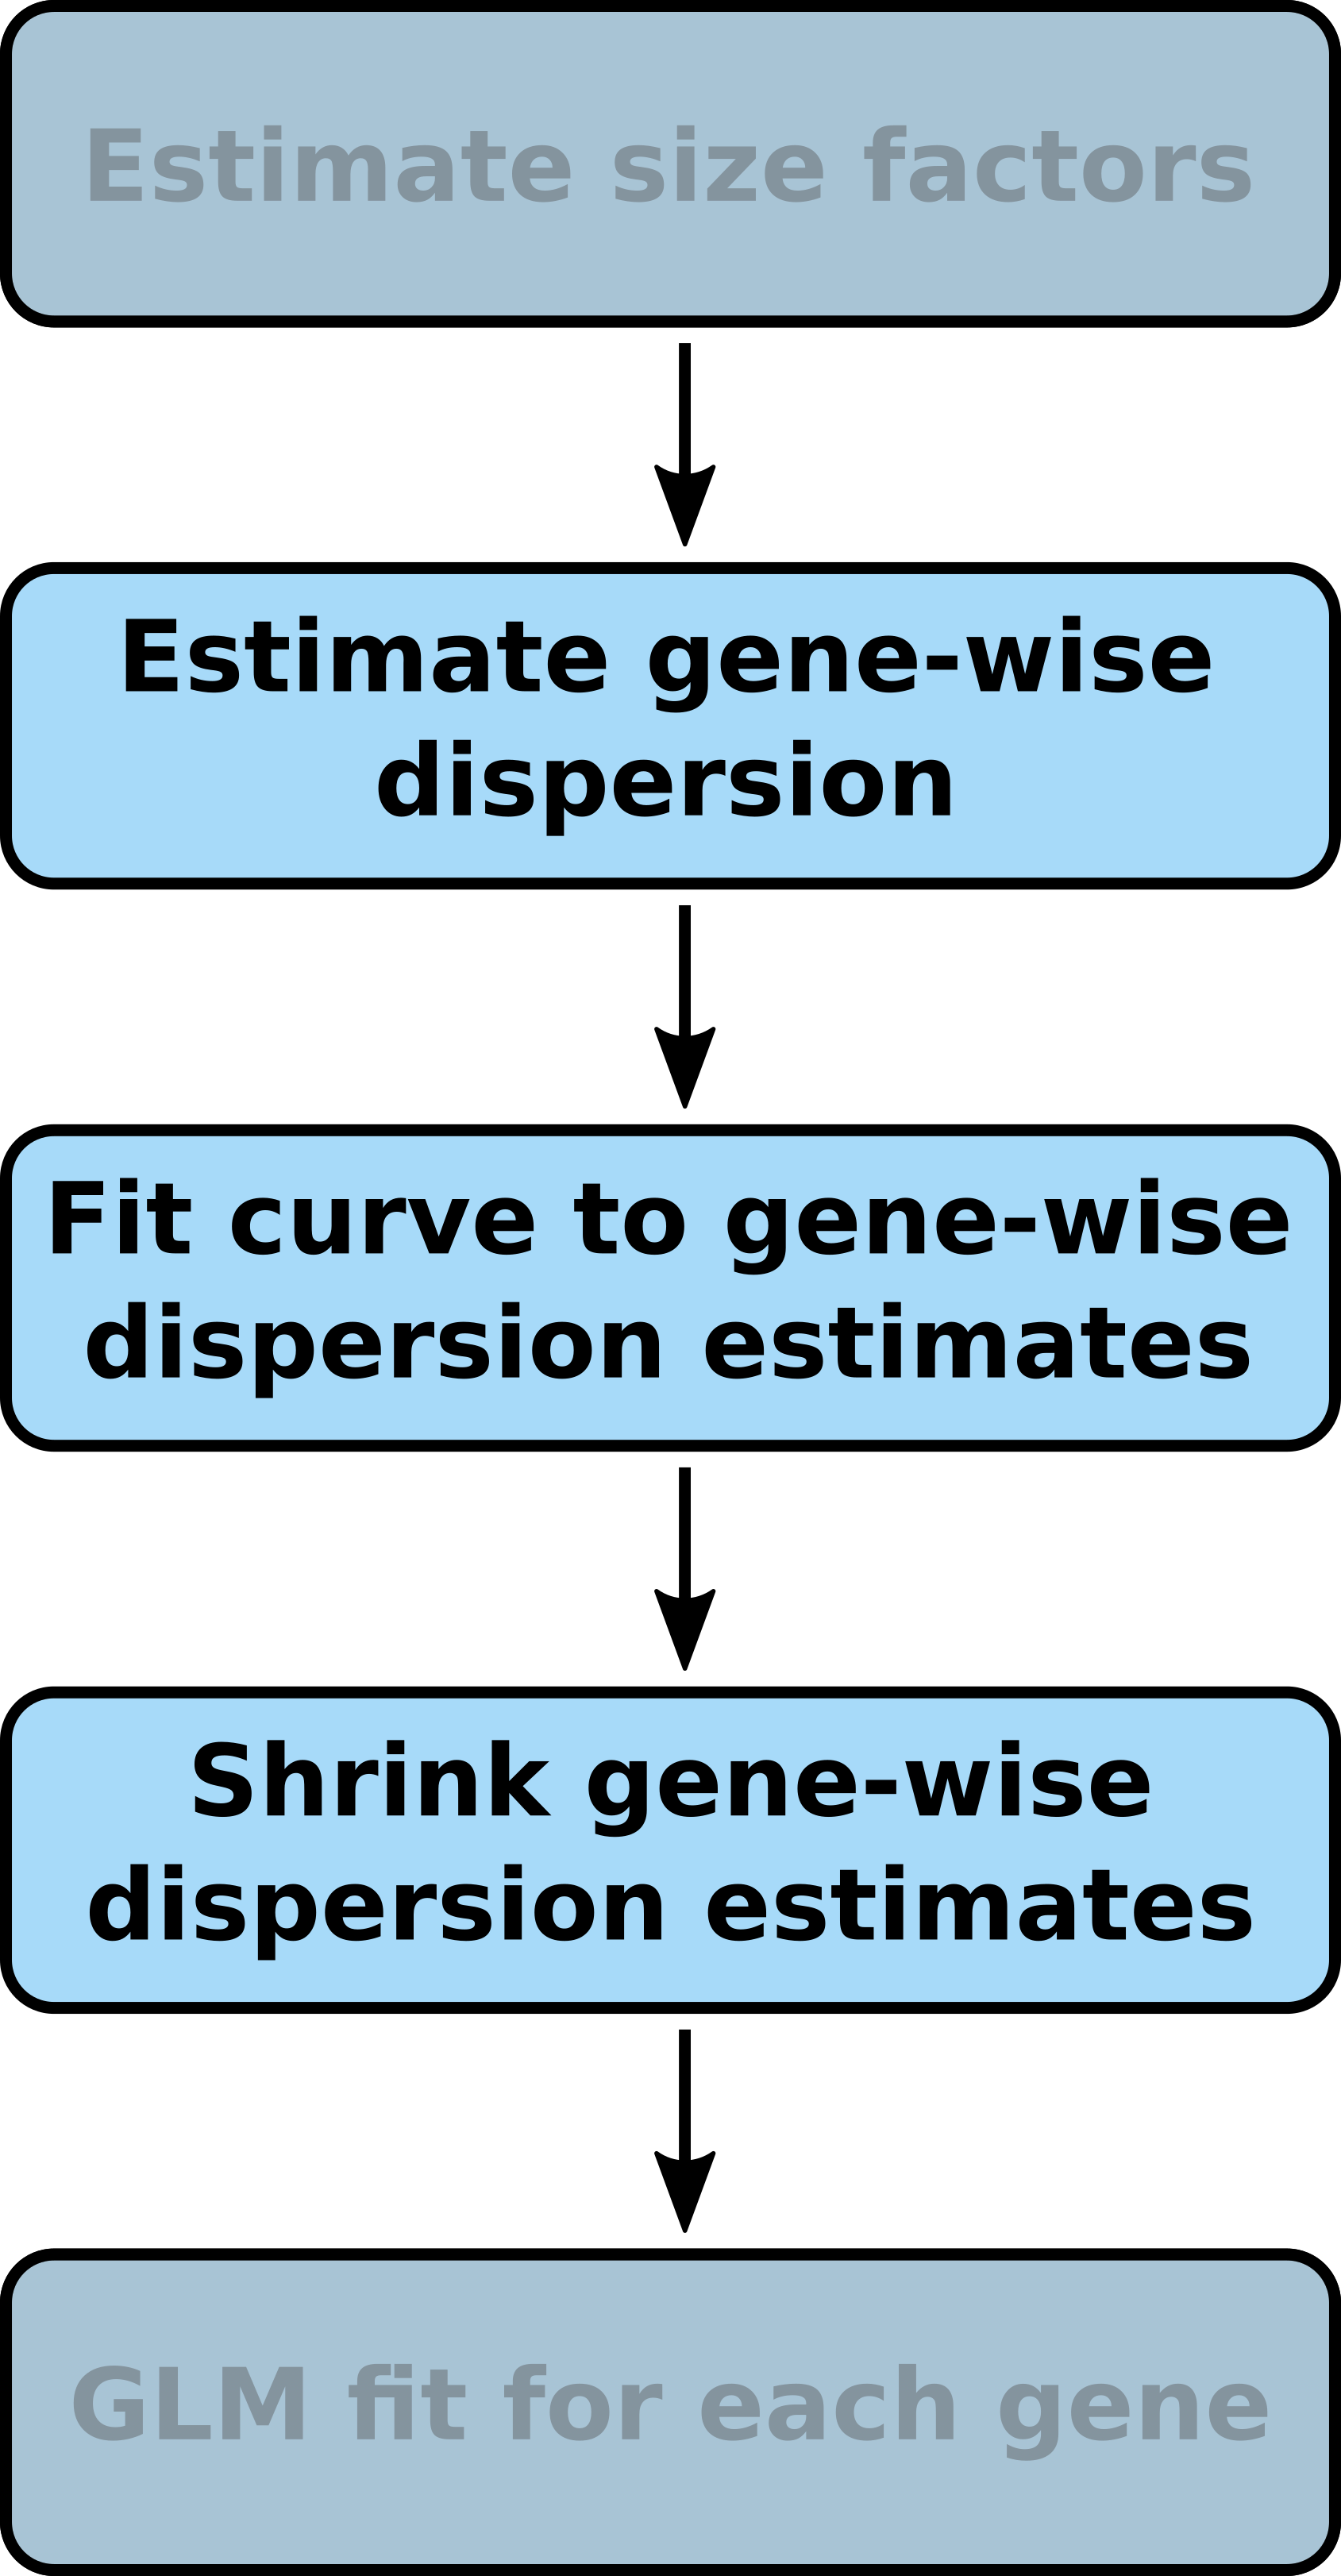 Estimate size factors
Estimate gene-wise
dispersion
Fit curve to gene-wise
dispersion estimates
Shrink gene-wise
dispersion estimates
GLM fit for each gene